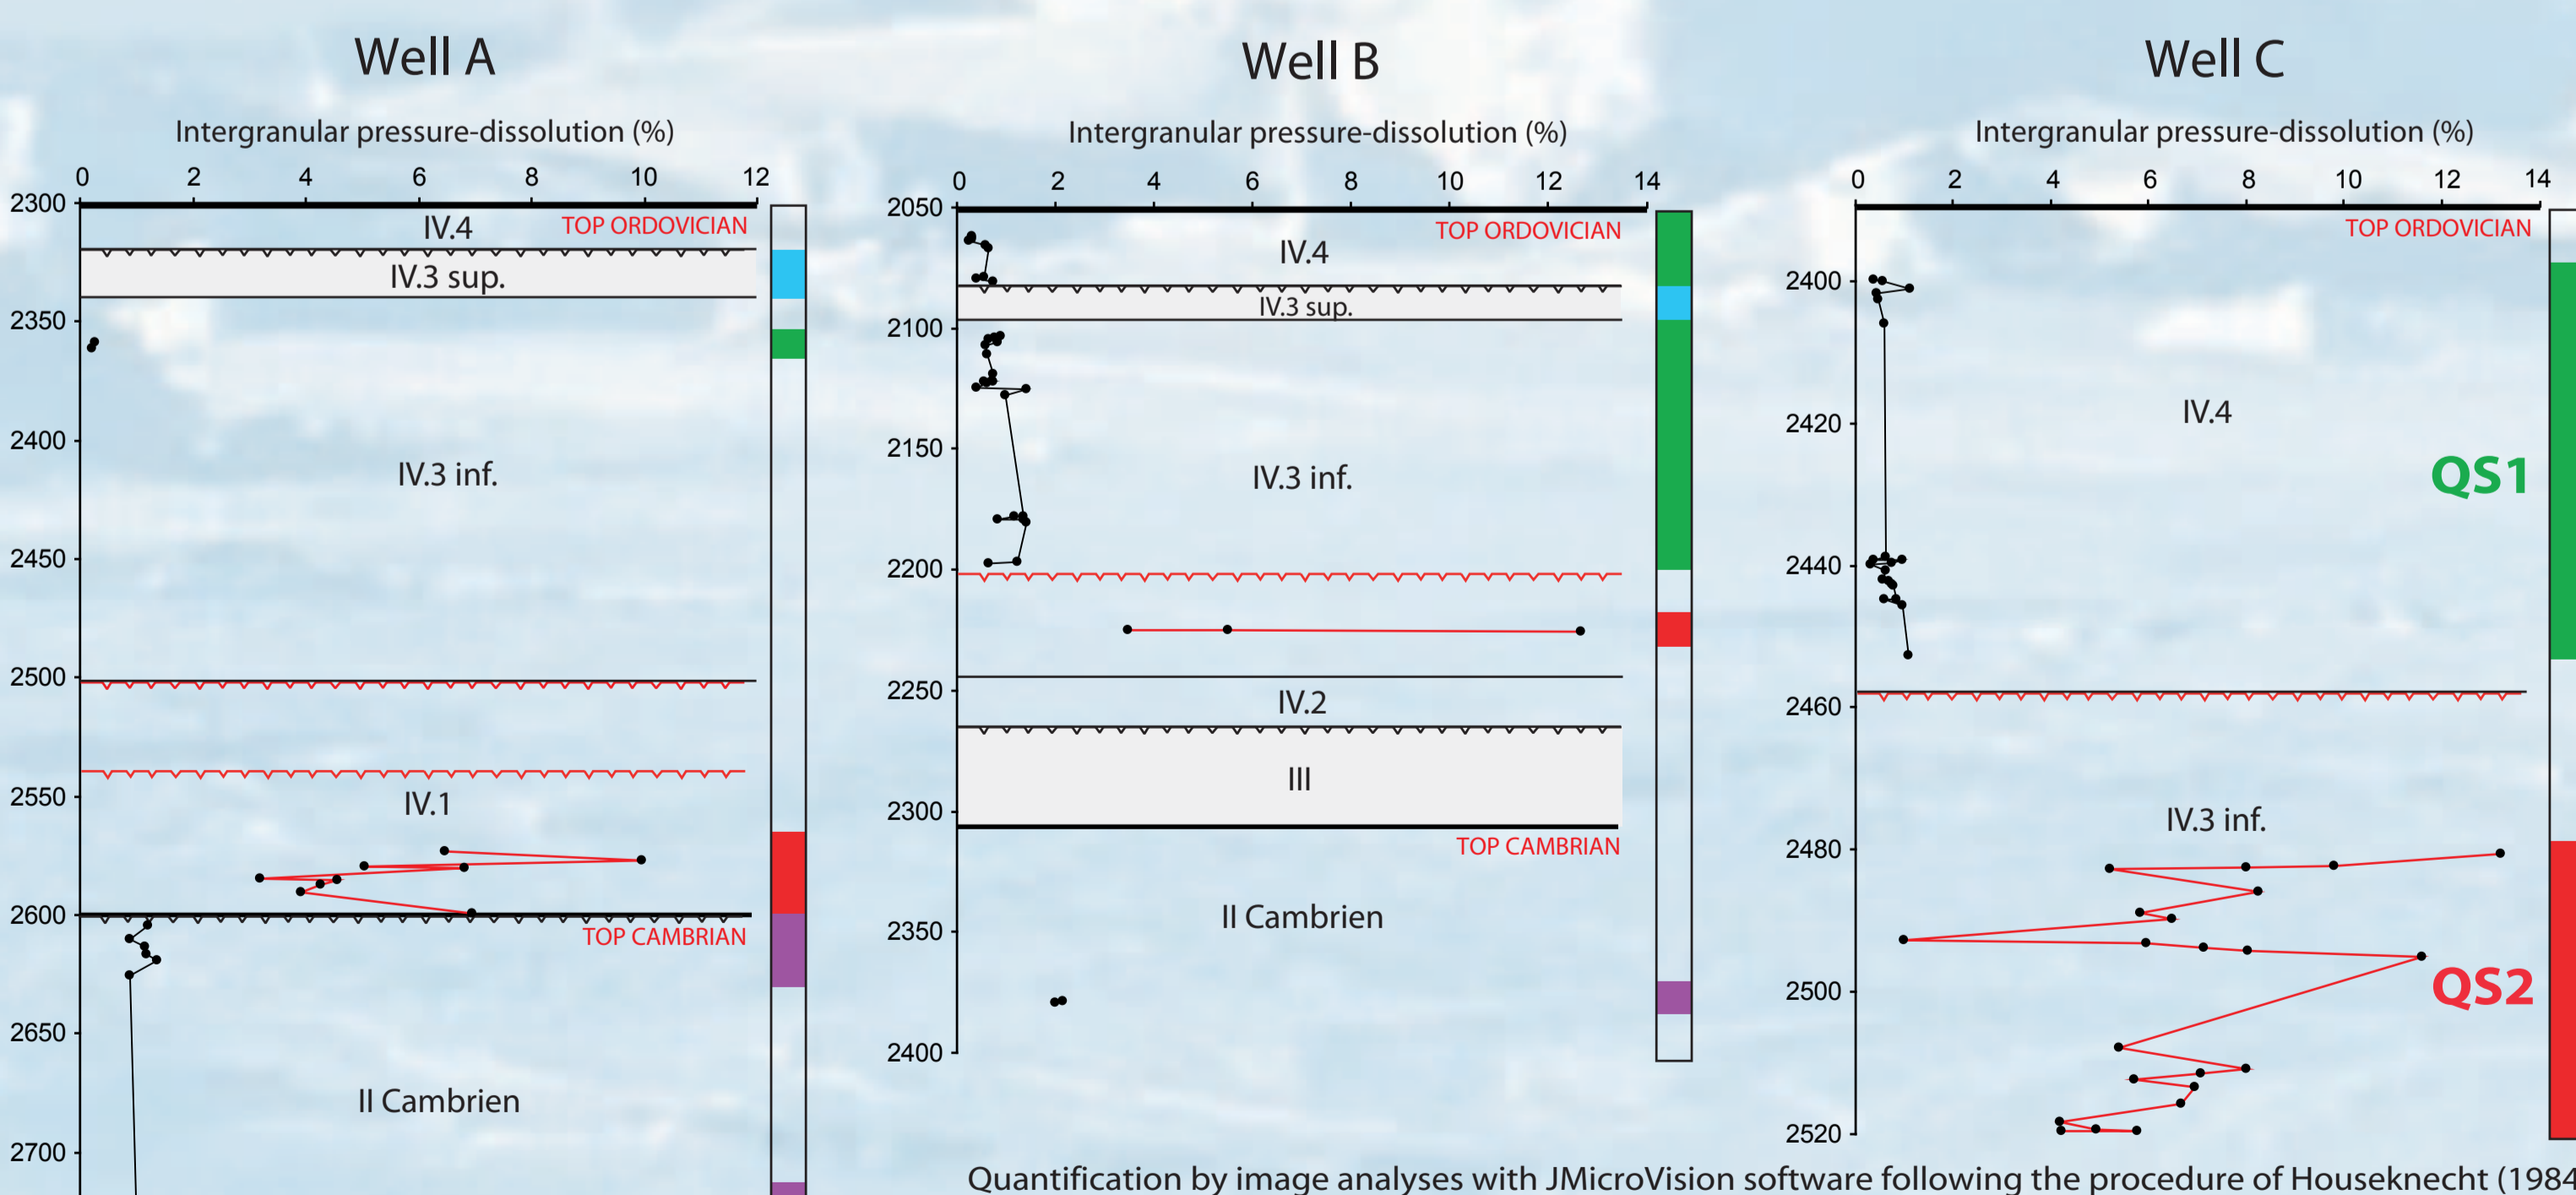 Well A
Intergranular pressure-dissolution (%)
0 2 4 6 8 10 12
2300
IV.4
TOP ORDOVICIAN
IV.3 sup.
2350
2400
IV.3 inf.
2450
2500
2550
IV.1
2600
TOP CAMBRIAN
2650
II Cambrien
2700
Well B
Intergranular pressure-dissolution (%)
0 2 4 6 8 10 12 14
2050
TOP ORDOVICIAN
IV.4
IV.3 sup.
2100
2150
IV.3 inf.
2200
2250
IV.2
III
2300
TOP CAMBRIAN
II Cambrien
2350
2400
Well C
Intergranular pressure-dissolution (%)
0 2 4 6 8 10 12 14
TOP ORDOVICIAN
2400
IV.4
2420
QS1
2440
2460
IV.3 inf.
2480
QS2
2500
2520
Quantification by image analyses with JMicroVision software following the procedure of Houseknecht (1984